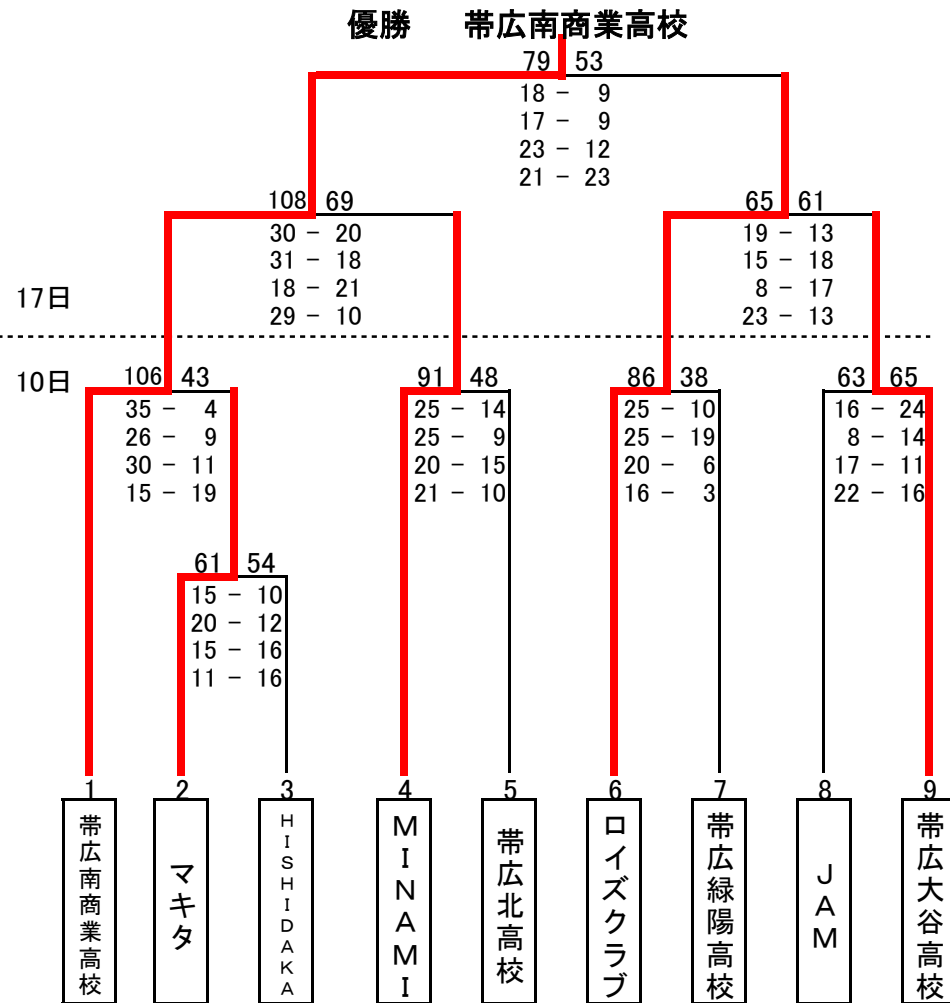 優勝 帯広南商業高校
79 53
18 - 9
17 - 9
23 - 12
21 - 23
108 69
30 - 20
31 - 18
18 - 21
29 - 10
65 61
19 - 13
15 - 18
8 - 17
23 - 13
17日
10日
106 43
35 - 4
26 - 9
30 - 11
15 - 19
91 48
25 - 14
25 - 9
20 - 15
21 - 10
86 38
25 - 10
25 - 19
20 - 6
16 - 3
63 65
16 - 24
8 - 14
17 - 11
22 - 16
61 54
15 - 10
20 - 12
15 - 16
11 - 16
1 2 3 4 5 6 7 8 9
帯広南商業高校
マキタ
HISHIDAKA
MINAMI
帯広北高校
ロイズクラブ
帯広緑陽高校
JAM
帯広大谷高校